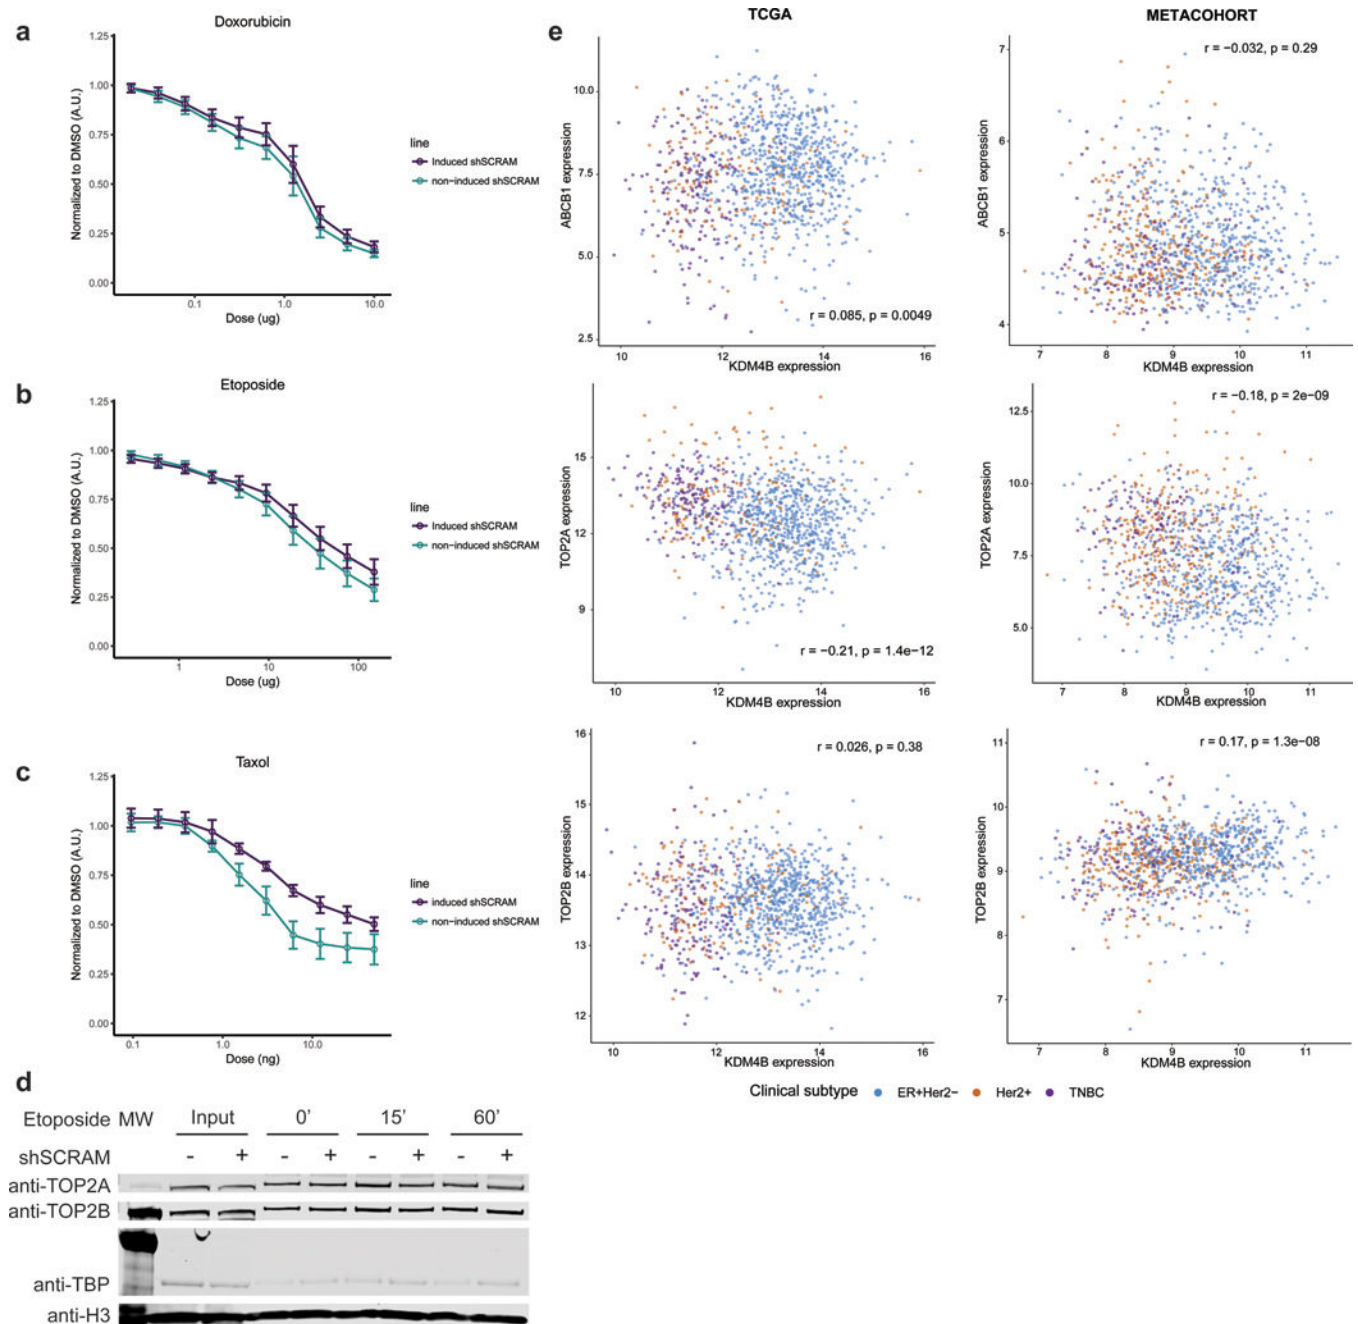 a
Doxorubicin
1.25
1.00
0.75
0.50
0.25
0.00
Normalized to DMSO (A.U.)
0.1 1.0 10.0
Dose (ug)
line
Induced shSCRAM
non-induced shSCRAM
b
Etoposide
1.25
1.00
0.75
0.50
0.25
0.00
Normalized to DMSO (A.U.)
1 10 100
Dose (ug)
line
Induced shSCRAM
non-induced shSCRAM
c
Taxol
1.25
1.00
0.75
0.50
0.25
0.00
Normalized to DMSO (A.U.)
0.1 1.0 10.0
Dose (ng)
line
induced shSCRAM
non-induced shSCRAM
d
Etoposide MW Input 0' 15' 60'
shSCRAM - + - + - + - +
anti-TOP2A
anti-TOP2B
anti-TBP
anti-H3
e
TCGA
METACOHORT
10.0
7.5
5.0
2.5
ABCB1 expression
r = 0.085, p = 0.0049
10 12 14 16
KDM4B expression
7
6
5
4
ABCB1 expression
r = −0.032, p = 0.29
7 8 9 10 11
KDM4B expression
15
12
9
TOP2A expression
r = −0.21, p = 1.4e−12
10 12 14 16
KDM4B expression
12.5
10.0
7.5
5.0
TOP2A expression
r = −0.18, p = 2e−09
7 8 9 10 11
KDM4B expression
16
15
14
13
12
TOP2B expression
r = 0.026, p = 0.38
10 12 14 16
KDM4B expression
11
10
9
8
7
TOP2B expression
r = 0.17, p = 1.3e−08
7 8 9 10 11
KDM4B expression
Clinical subtype ER+Her2− Her2+ TNBC